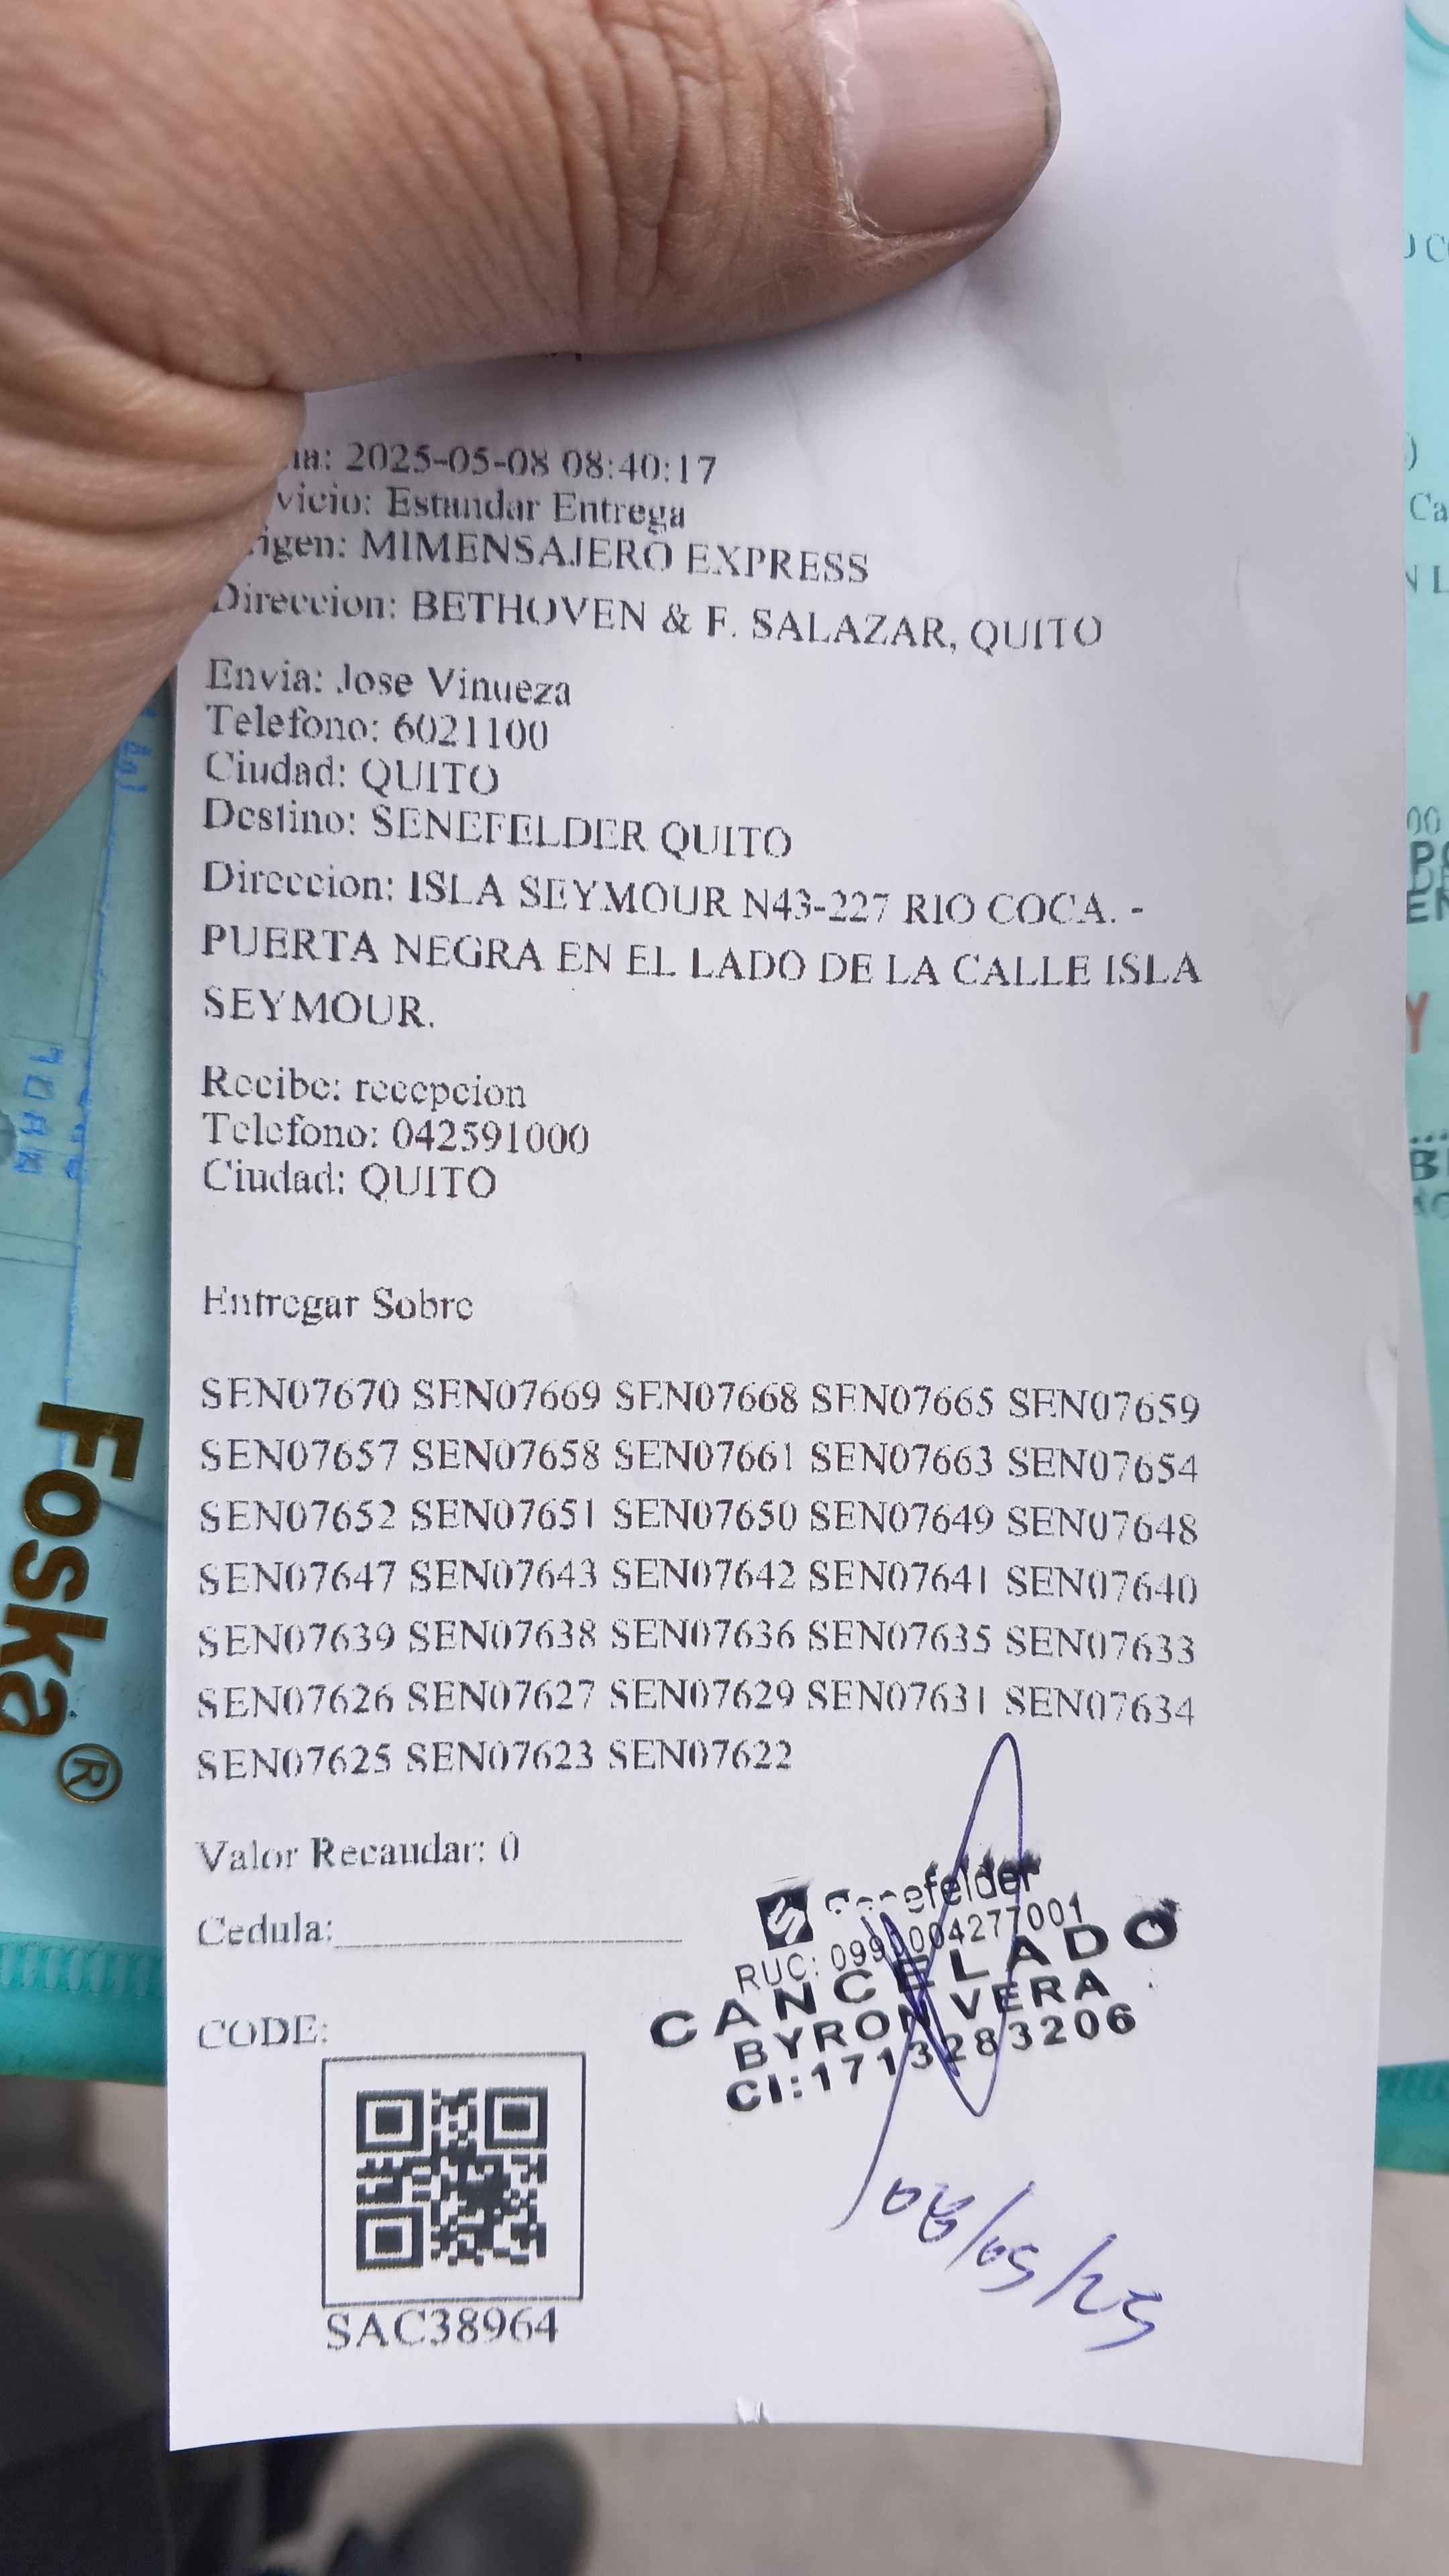 ia: 2025-05-08 08:40:17
vicio: Estandar Entrega
rigen: MIMENSAJERO EXPRESS
Direccion: BETHOVEN & F. SALAZAR, QUITO
Envia: Jose Vinueza
Telefono: 6021100
Ciudad: QUITO
Destino: SENEFELDER QUITO
Direccion: ISLA SEYMOUR N43-227 RIO COCA. -
PUERTA NEGRA EN EL LADO DE LA CALLE ISLA
SEYMOUR.
Recibe: recepcion
Telefono: 042591000
Ciudad: QUITO
Entregar Sobre
SEN07670 SEN07669 SEN07668 SEN07665 SEN07659
SEN07657 SEN07658 SEN07661 SEN07663 SEN07654
SEN07652 SEN07651 SEN07650 SEN07649 SEN07648
SEN07647 SEN07643 SEN07642 SEN07641 SEN07640
SEN07639 SEN07638 SEN07636 SEN07635 SEN07633
SEN07626 SEN07627 SEN07629 SEN07631 SEN07634
SEN07625 SEN07623 SEN07622
Valor Recaudar: 0
Cedula:
Senefelder
RUC:
CANCELADO
BYRON VERA
CI:1713283206
CODE:
SAC38964
08/05/25
Foska®